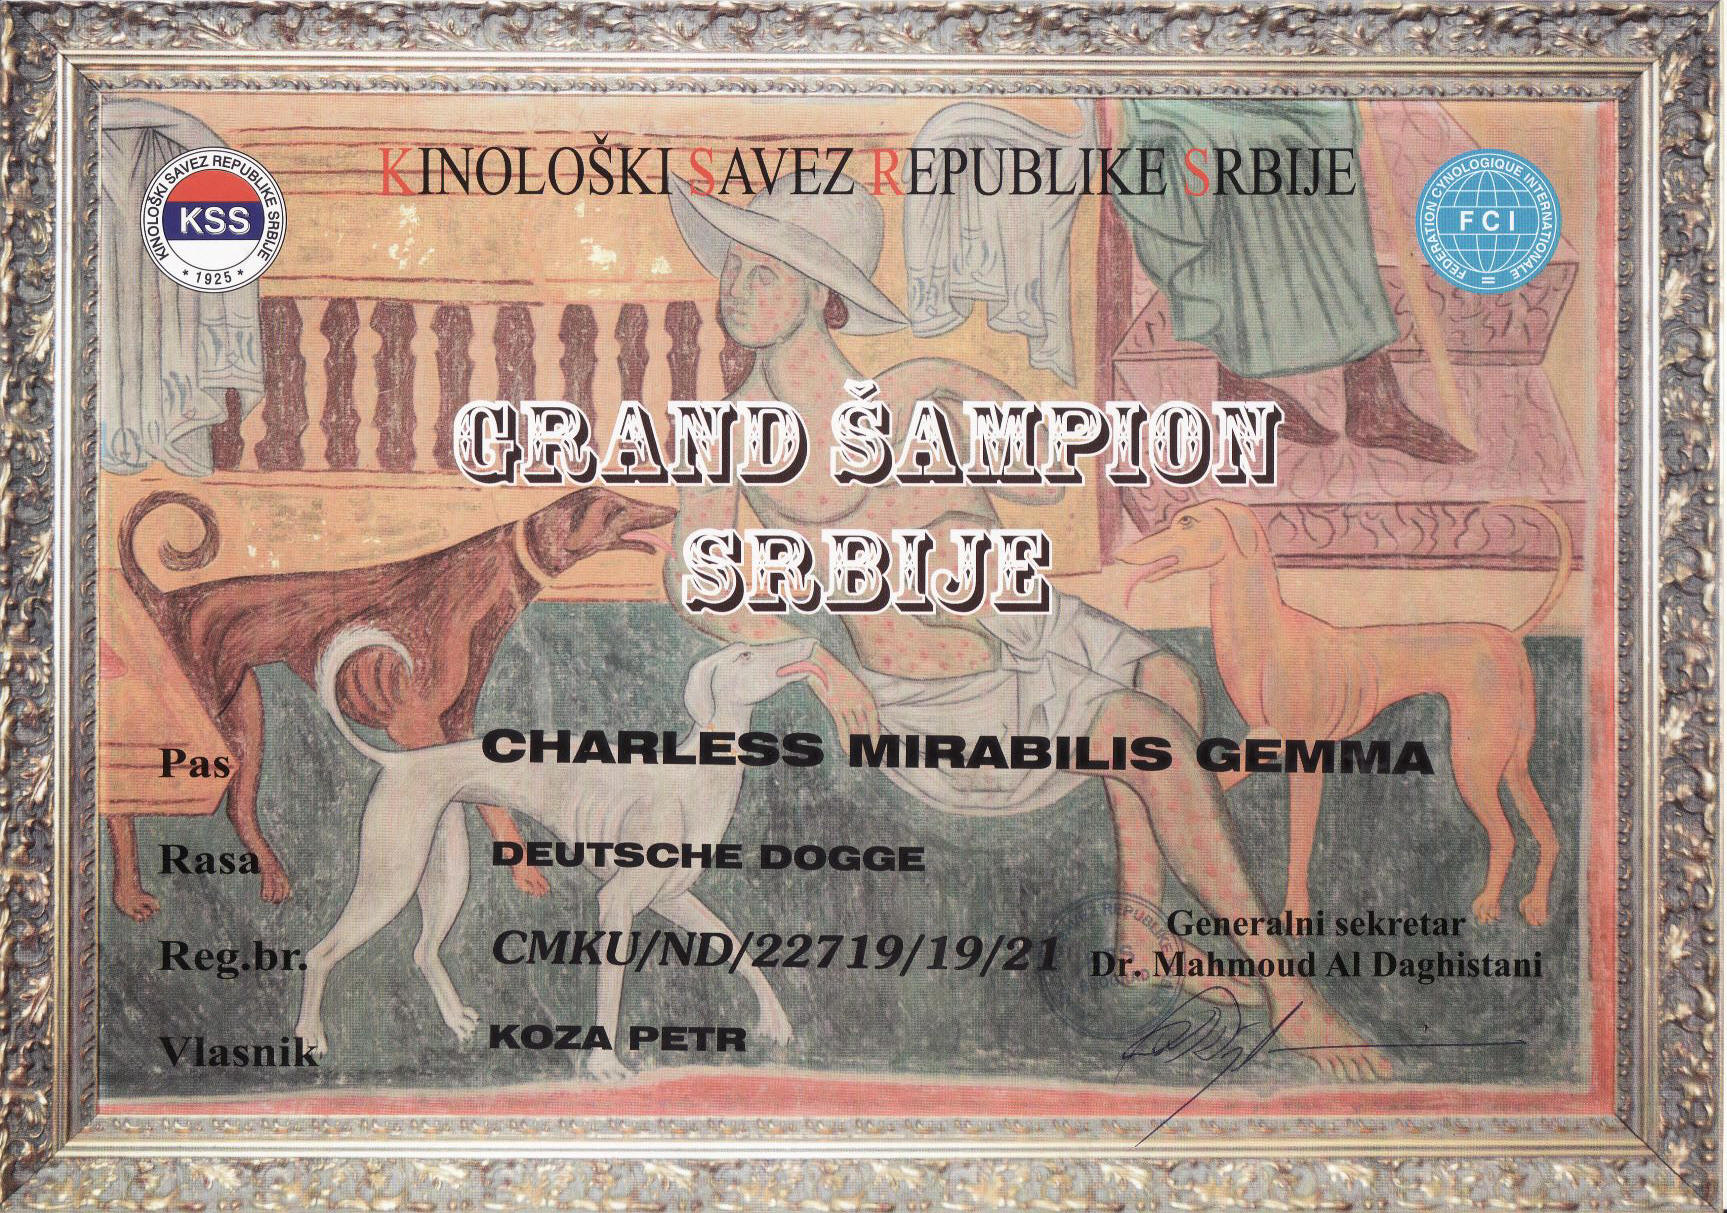 KINOLOŠKI SAVEZ REPUBLIKE SRBIJE
KINOLOŠKI SAVEZ REPUBLIKE SRBIJE
KSS
* 1925 *
FEDERATION CYNOLOGIQUE INTERNATIONALE
FCI
GRAND ŠAMPION
SRBIJE
Pas CHARLESS MIRABILIS GEMMA
Rasa DEUTSCHE DOGGE
Reg.br. CMKU/ND/22719/19/21
Generalni sekretar
Dr. Mahmoud Al Daghistani
Vlasnik KOZA PETR